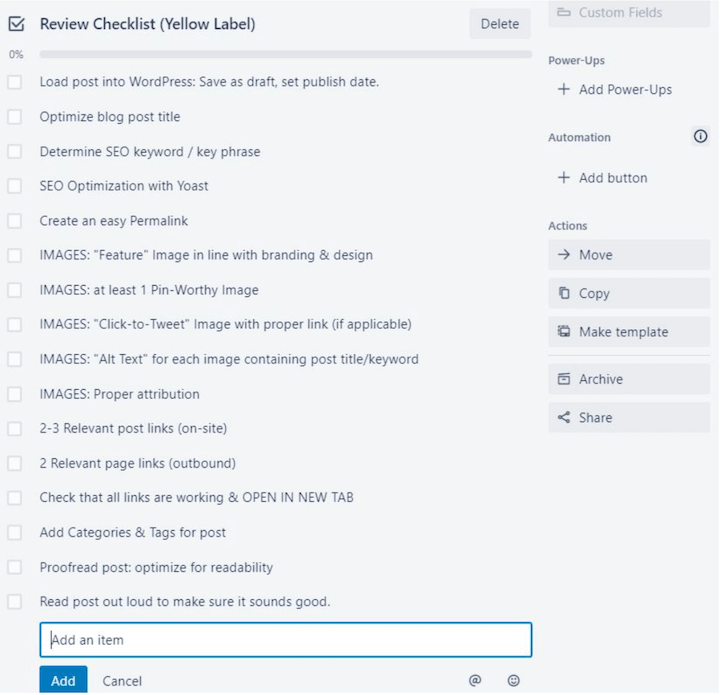 Review Checklist (Yellow Label)
Delete
0%
Load post into WordPress: Save as draft, set publish date.
Optimize blog post title
Determine SEO keyword / key phrase
SEO Optimization with Yoast
Create an easy Permalink
IMAGES: "Feature" Image in line with branding & design
IMAGES: at least 1 Pin-Worthy Image
IMAGES: "Click-to-Tweet" Image with proper link (if applicable)
IMAGES: "Alt Text" for each image containing post title/keyword
IMAGES: Proper attribution
2-3 Relevant post links (on-site)
2 Relevant page links (outbound)
Check that all links are working & OPEN IN NEW TAB
Add Categories & Tags for post
Proofread post: optimize for readability
Read post out loud to make sure it sounds good.
Add an item
Add
Cancel
@
Custom Fields
Power-Ups
+ Add Power-Ups
Automation
+ Add button
Actions
Move
Copy
Make template
Archive
Share